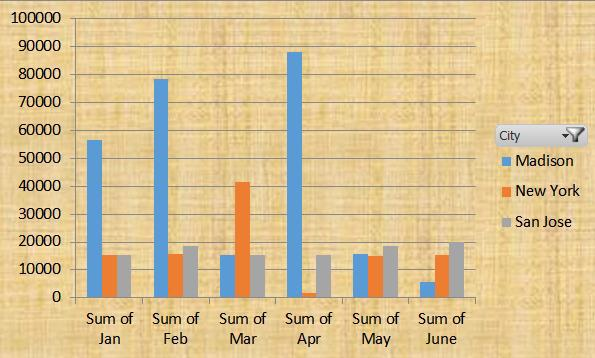 100000
90000
80000
70000
60000
50000
40000
30000
20000
10000
0
Sum of
Jan
Sum of
Feb
Sum of
Mar
Sum of
Apr
Sum of
May
Sum of
June
City
Madison
New York
San Jose